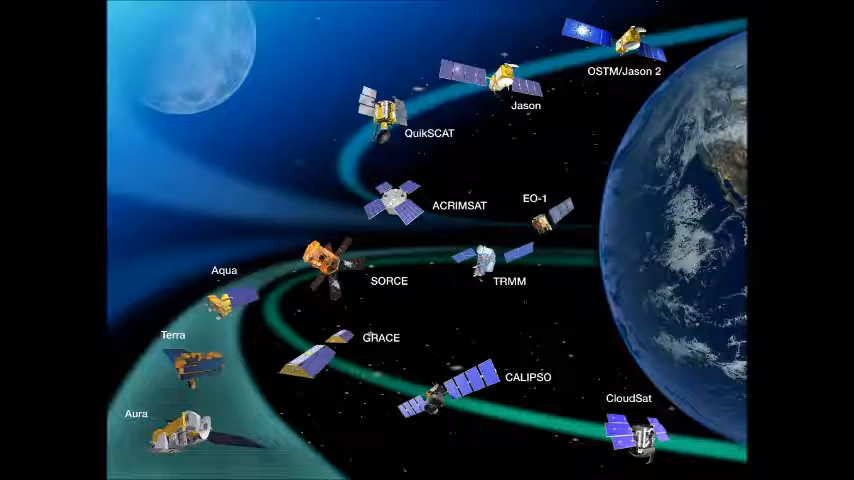 OSTM/Jason 2
Jason
QuikSCAT
EO-1
ACRIMSAT
Aqua
SORCE
TRMM
Terra
GRACE
CALIPSO
CloudSat
Aura